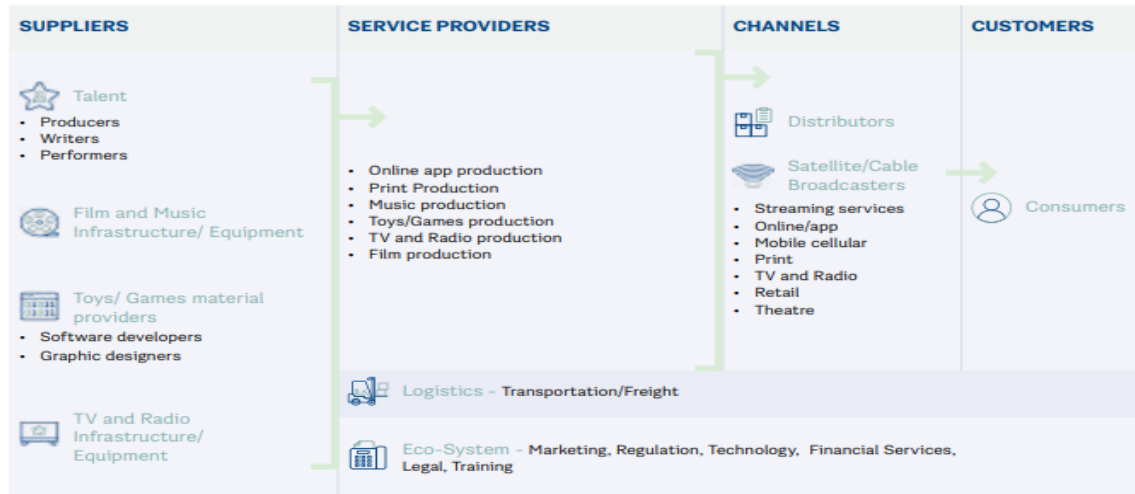 SUPPLIERS
SERVICE PROVIDERS
CHANNELS
CUSTOMERS
Talent
• Producers
• Writers
• Performers
Film and Music
Infrastructure/ Equipment
Toys/ Games material
providers
• Software developers
• Graphic designers
TV and Radio
Infrastructure/
Equipment
• Online app production
• Print Production
• Music production
• Toys/Games production
• TV and Radio production
• Film production
Distributors
Satellite/Cable
Broadcasters
• Streaming services
• Online/app
• Mobile cellular
• Print
• TV and Radio
• Retail
• Theatre
Consumers
Logistics - Transportation/Freight
Eco-System - Marketing, Regulation, Technology, Financial Services,
Legal, Training